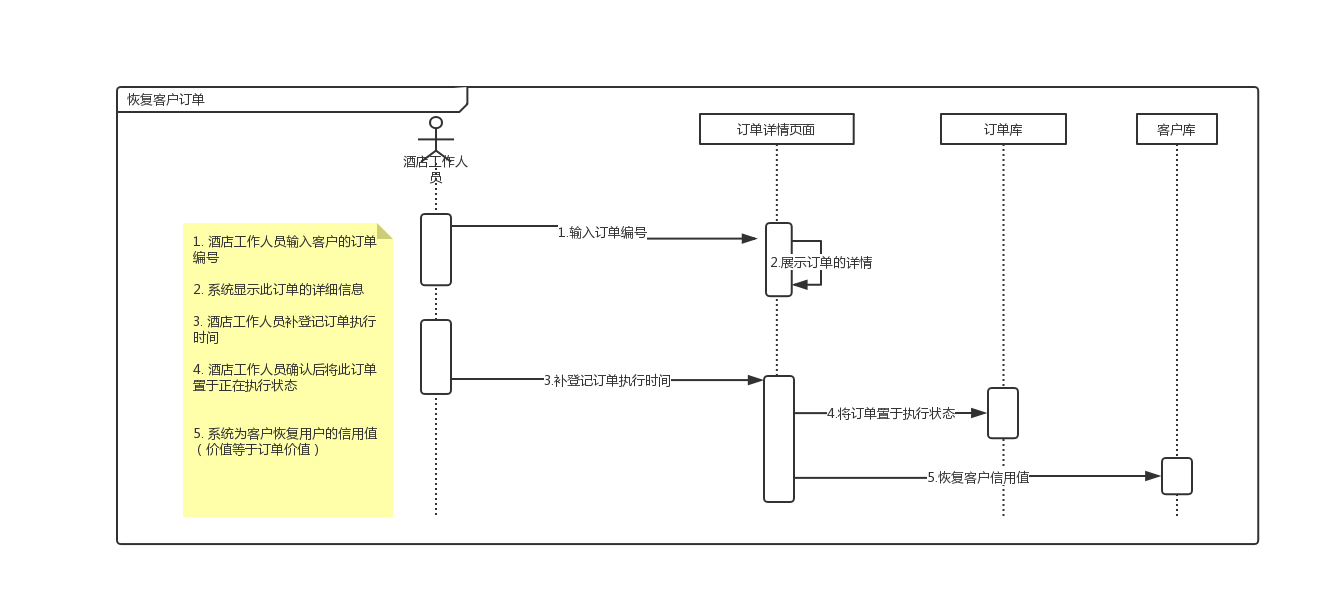 恢复客户订单
酒店工作人
员
订单详情页面
订单库
客户库
1. 酒店工作人员输入客户的订单
编号
2. 系统显示此订单的详细信息
3. 酒店工作人员补登记订单执行
时间
4. 酒店工作人员确认后将此订单
置于正在执行状态
5. 系统为客户恢复用户的信用值
（价值等于订单价值）
1.输入订单编号
2.展示订单的详情
3.补登记订单执行时间
4.将订单置于执行状态
5.恢复客户信用值